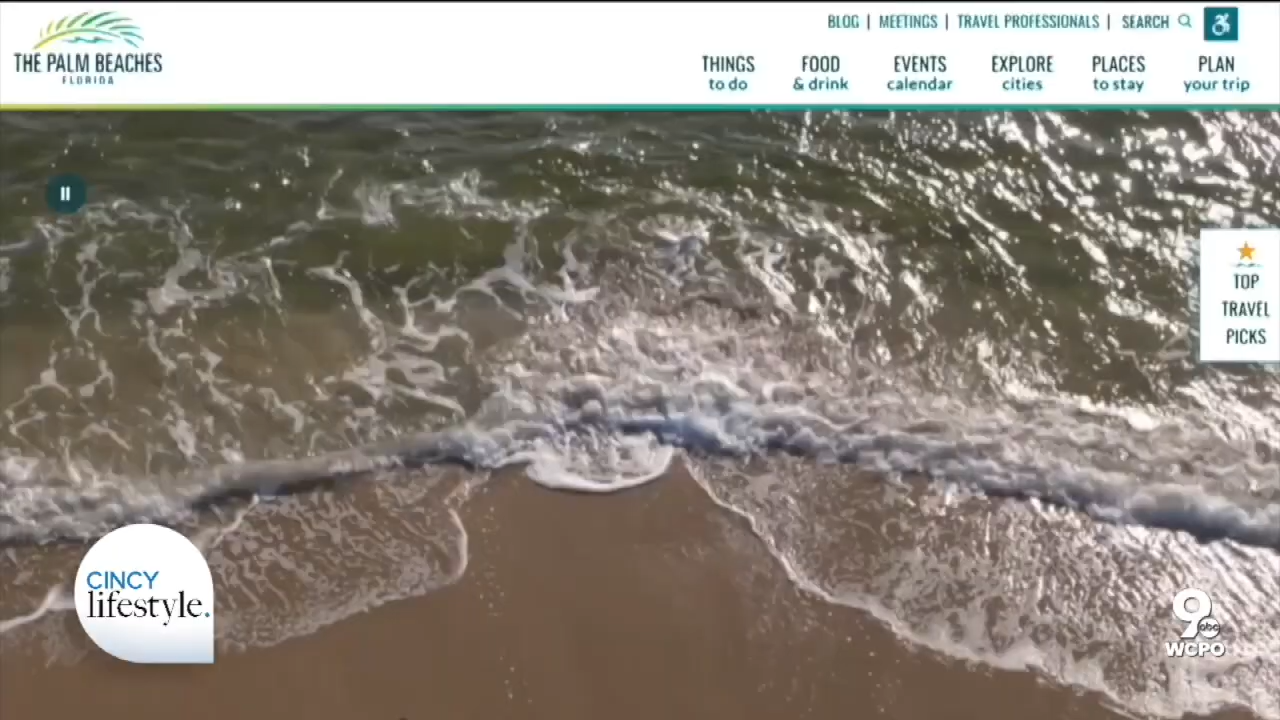 BLOG | MEETINGS | TRAVEL PROFESSIONALS | SEARCH
THE PALM BEACHES
FLORIDA
THINGS
to do
FOOD
& drink
EVENTS
calendar
EXPLORE
cities
PLACES
to stay
PLAN
your trip
TOP
TRAVEL
PICKS
CINCY
lifestyle.
9
abc
WCPO